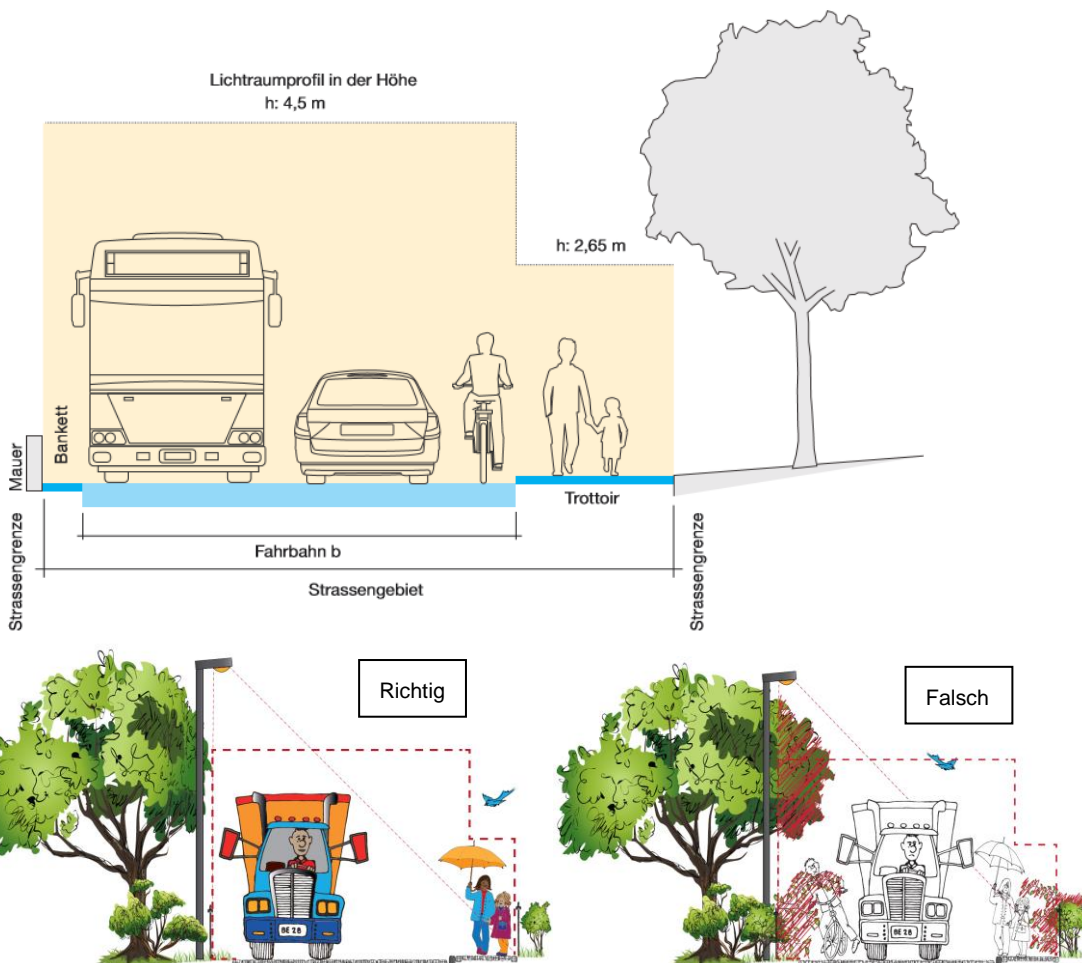 Lichtraumprofil in der Höhe
h: 4,5 m
h: 2,65 m
Mauer
Bankett
Trottoir
Fahrbahn b
Strassengebiet
Strassengrenze
Strassengrenze
Richtig
Falsch
BE 28
BE 28